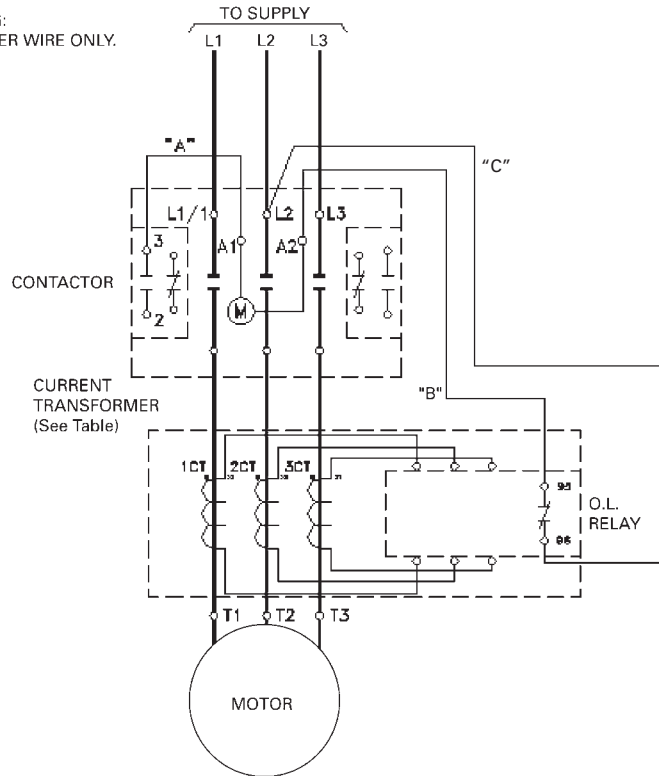 TO SUPPLY
ER WIRE ONLY.
L1 L2 L3
"A"
"C"
L1/1 L2 L3
3 A1 A2
CONTACTOR
M
2
CURRENT
TRANSFORMER
(See Table)
"B"
1CT 2CT 3CT
95
O.L.
RELAY
96
T1 T2 T3
MOTOR